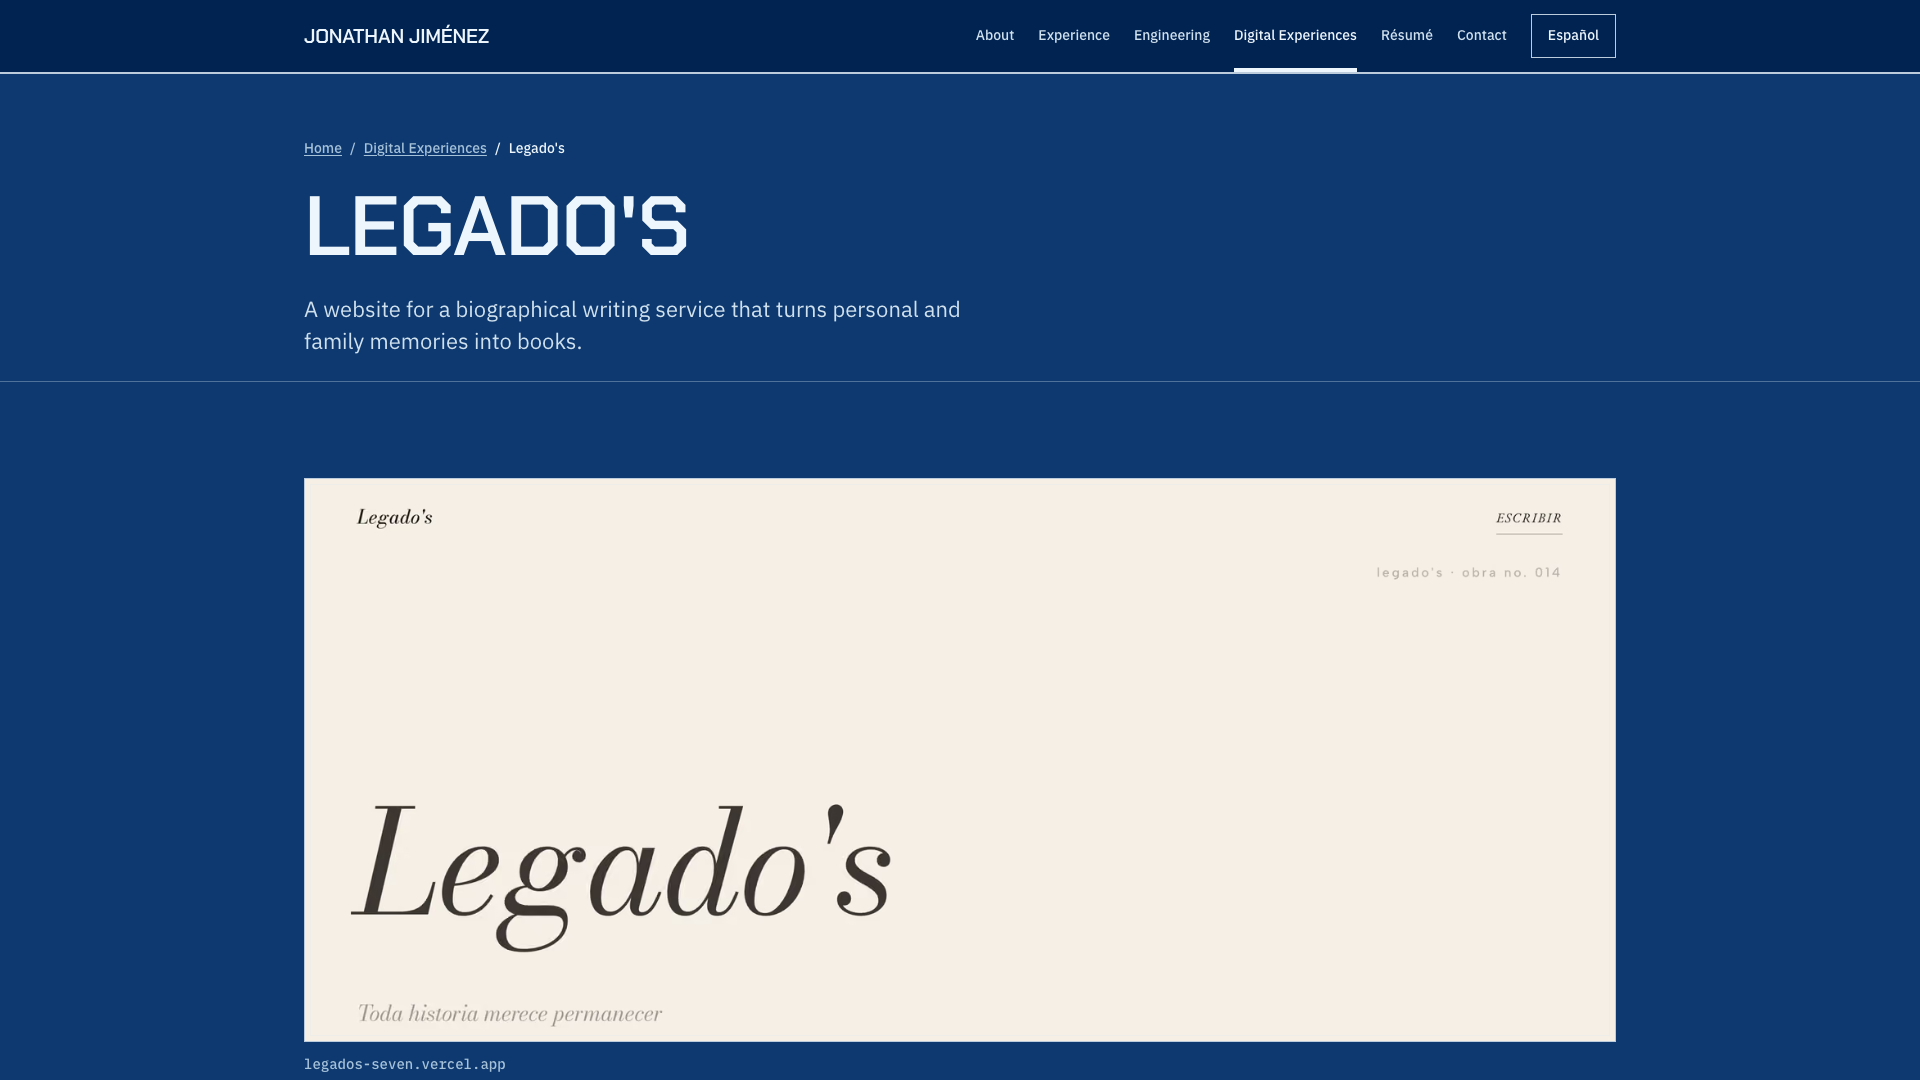 JONATHAN JIMÉNEZ
About Experience Engineering Digital Experiences Résumé Contact Español
Home / Digital Experiences / Legado's
LEGADO'S
A website for a biographical writing service that turns personal and
family memories into books.
Legado's
ESCRIBIR
legado's · obra no. 014
Legado's
Toda historia merece permanecer
legados-seven.vercel.app